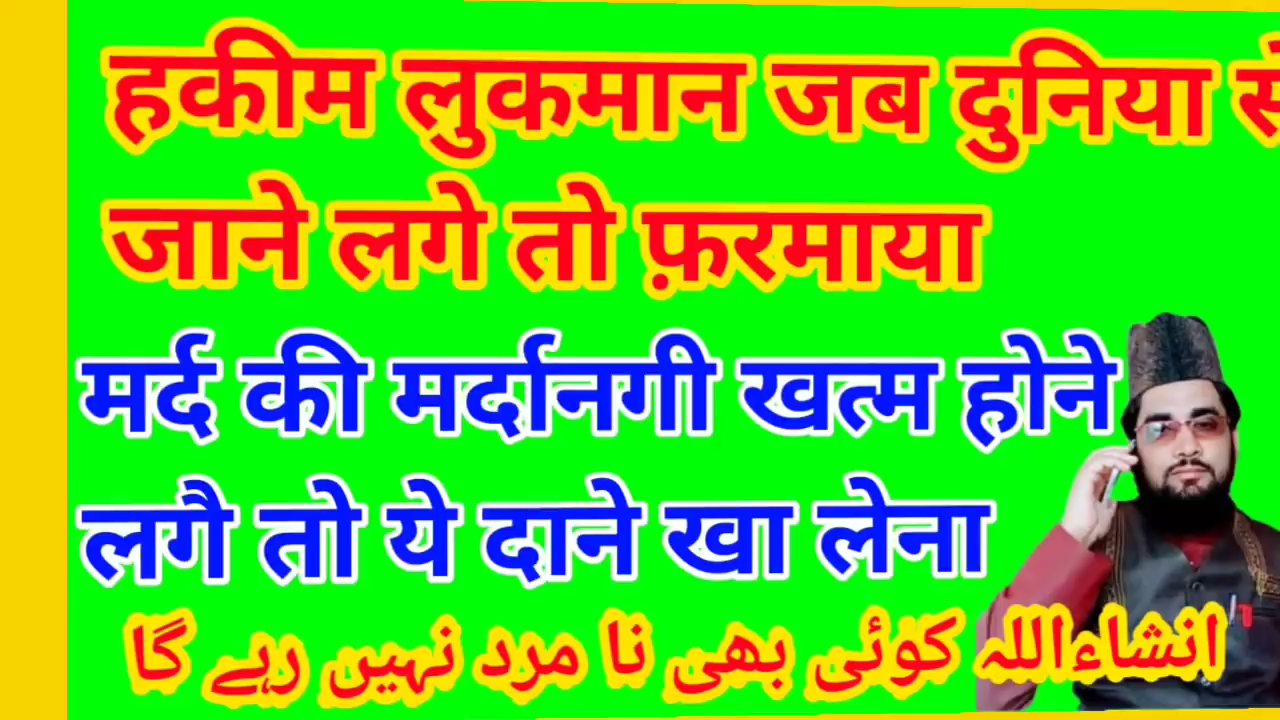 हकीम लुकमान जब दुनिया से
जाने लगे तो फ़रमाया
मर्द की मर्दानगी खत्म होने
लगै तो ये दाने खा लेना
انشاءاللہ کوئی بھی نا مرد نہیں رہے گا